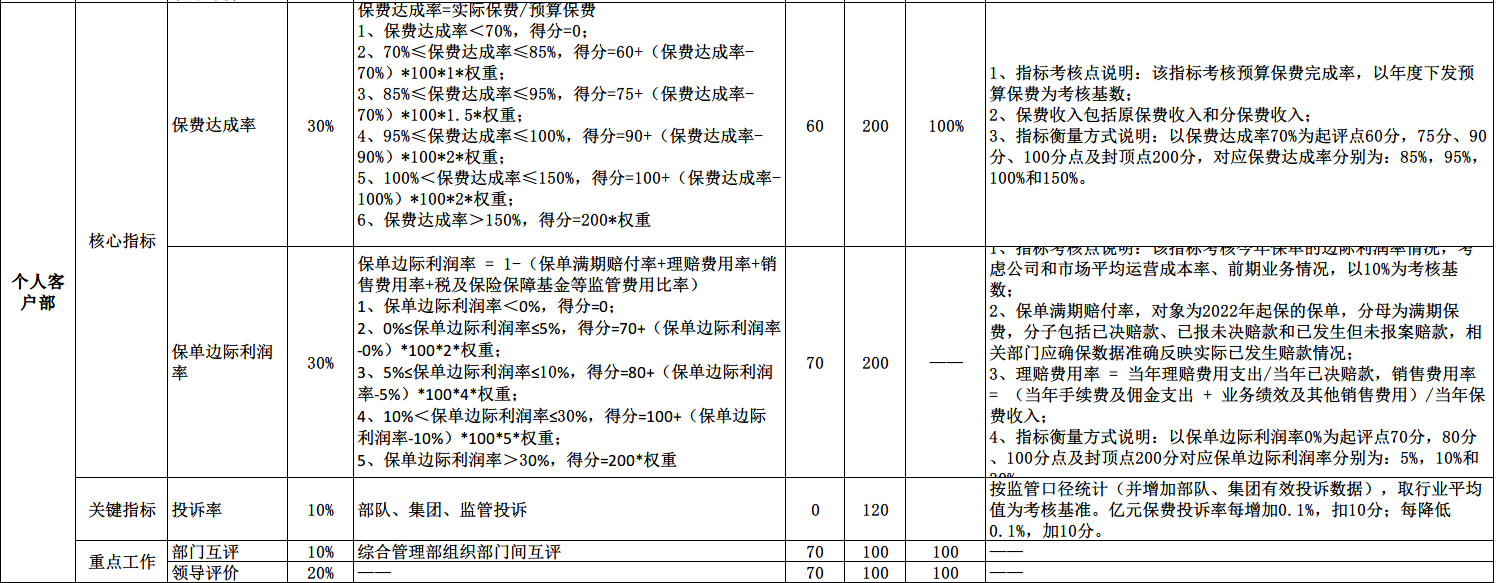 个人客
户部
核心指标
保费达成率
30%
保费达成率=实际保费/预算保费
1、保费达成率＜70%，得分=0；
2、70%≤保费达成率≤85%，得分=60+（保费达成率-
70%）*100*1*权重；
3、85%≤保费达成率≤95%，得分=75+（保费达成率-
70%）*100*1.5*权重；
4、95%≤保费达成率≤100%，得分=90+（保费达成率-
90%）*100*2*权重；
5、100%＜保费达成率≤150%，得分=100+（保费达成率-
100%）*100*2*权重；
6、保费达成率＞150%，得分=200*权重
60
200
100%
1、指标考核点说明：该指标考核预算保费完成率，以年度下发预
算保费为考核基数；
2、保费收入包括原保费收入和分保费收入；
3、指标衡量方式说明：以保费达成率70%为起评点60分，75分、90
分、100分点及封顶点200分，对应保费达成率分别为：85%，95%，
100%和150%。
保单边际利润
率
30%
保单边际利润率 = 1-（保单满期赔付率+理赔费用率+销
售费用率+税及保险保障基金等监管费用比率）
1、保单边际利润率＜0%，得分=0；
2、0%≤保单边际利润率≤5%，得分=70+（保单边际利润率
-0%）*100*2*权重；
3、5%≤保单边际利润率≤10%，得分=80+（保单边际利润
率-5%）*100*4*权重；
4、10%＜保单边际利润率≤30%，得分=100+（保单边际
利润率-10%）*100*5*权重；
5、保单边际利润率＞30%，得分=200*权重
70
200
——
1、指标考核点说明：该指标考核今年保单的边际利润率情况，考
虑公司和市场平均运营成本率、前期业务情况，以10%为考核基
数；
2、保单满期赔付率，对象为2022年起保的保单，分母为满期保
费，分子包括已决赔款、已报未决赔款和已发生但未报案赔款，相
关部门应确保数据准确反映实际已发生赔款情况；
3、理赔费用率 = 当年理赔费用支出/当年已决赔款，销售费用率
= （当年手续费及佣金支出 + 业务绩效及其他销售费用）/当年保
费收入；
4、指标衡量方式说明：以保单边际利润率0%为起评点70分，80分
、100分点及封顶点200分对应保单边际利润率分别为：5%，10%和
关键指标
投诉率
10%
部队、集团、监管投诉
0
120
按监管口径统计（并增加部队、集团有效投诉数据），取行业平均
值为考核基准。亿元保费投诉率每增加0.1%，扣10分；每降低
0.1%，加10分。
重点工作
部门互评
10%
综合管理部组织部门间互评
70
100
100
——
领导评价
20%
——
70
100
100
——